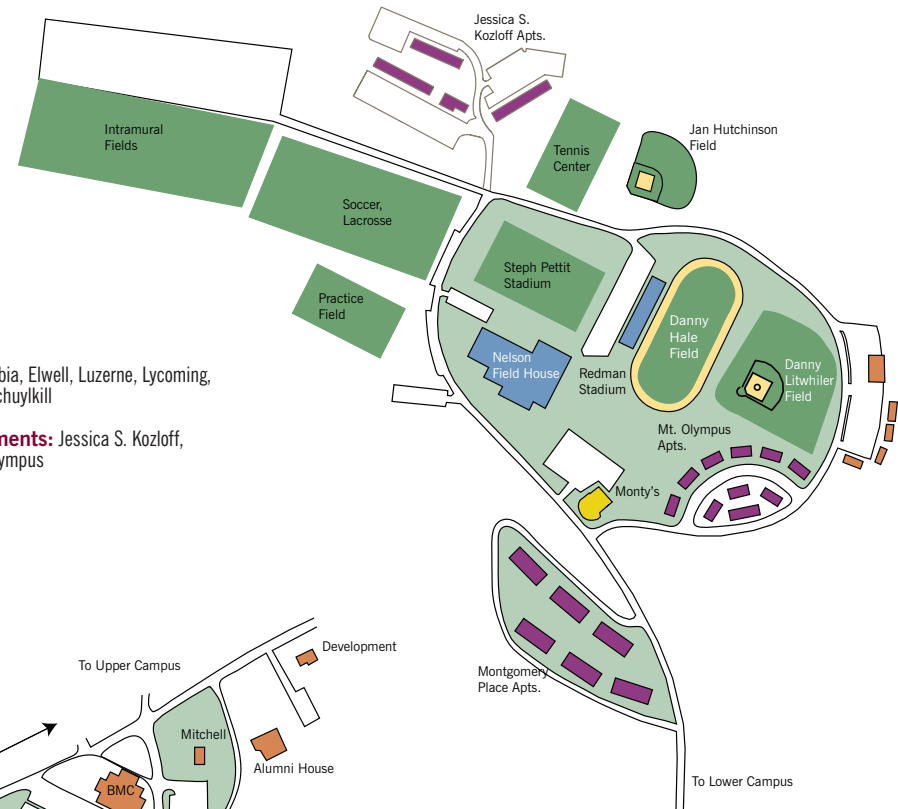 Jessica S.
Kozloff Apts.
Intramural
Fields
Jan Hutchinson
Field
Tennis
Center
Soccer,
Lacrosse
Steph Pettit
Stadium
Practice
Field
Danny
Hale
Field
Nelson
Field House
Redman
Stadium
Danny
Litwhiler
Field
bia, Elwell, Luzerne, Lycoming,
chuylkill
ments: Jessica S. Kozloff,
ympus
Mt. Olympus
Apts.
Monty's
Montgomery
Place Apts.
Development
To Upper Campus
Mitchell
Alumni House
BMC
To Lower Campus